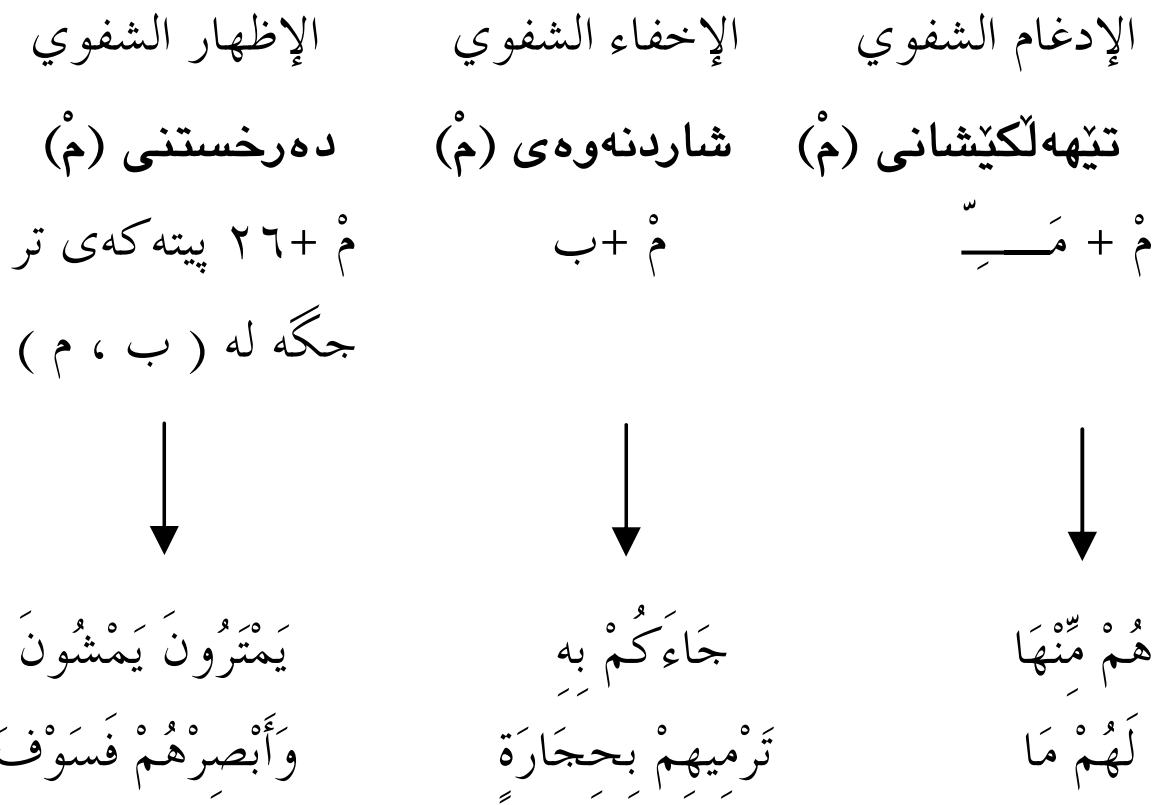 الإدغام الشفوي الإخفاء الشفوي الإظهار الشفوي
تێهەڵکێشانی (مْ) شاردنەوەی (مْ) دەرخستنی (مْ)
مْ + مَـــِـّ مْ +ب مْ +٢٦ پیتەکەی تر
جگە لە ( ب ، م )
هُمْ مِّنْهَا جَاءَكُمْ بِهِ يَمْتَرُونَ يَمْشُونَ
لَهُمْ مَا تَرْمِيهِمْ بِحِجَارَةٍ وَأَبْصِرْهُمْ فَسَوْفَ